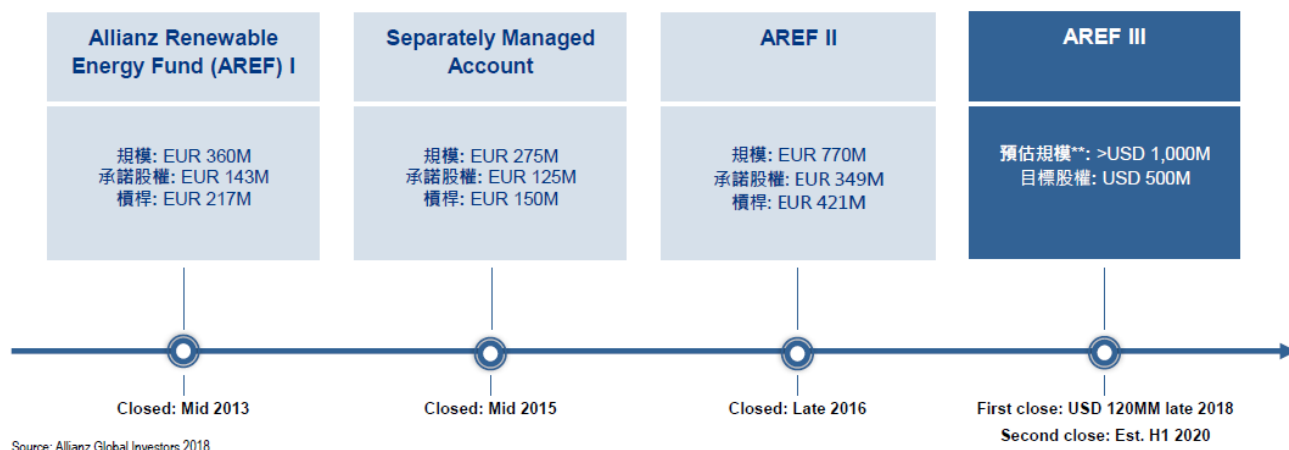 Allianz Renewable
Energy Fund (AREF) I
規模: EUR 360M
承諾股權: EUR 143M
槓桿: EUR 217M
Closed: Mid 2013
Separately Managed
Account
規模: EUR 275M
承諾股權: EUR 125M
槓桿: EUR 150M
Closed: Mid 2015
AREF II
規模: EUR 770M
承諾股權: EUR 349M
槓桿: EUR 421M
Closed: Late 2016
AREF III
預估規模**: >USD 1,000M
目標股權: USD 500M
First close: USD 120MM late 2018
Second close: Est. H1 2020
Source: Allianz Global Investors 2018